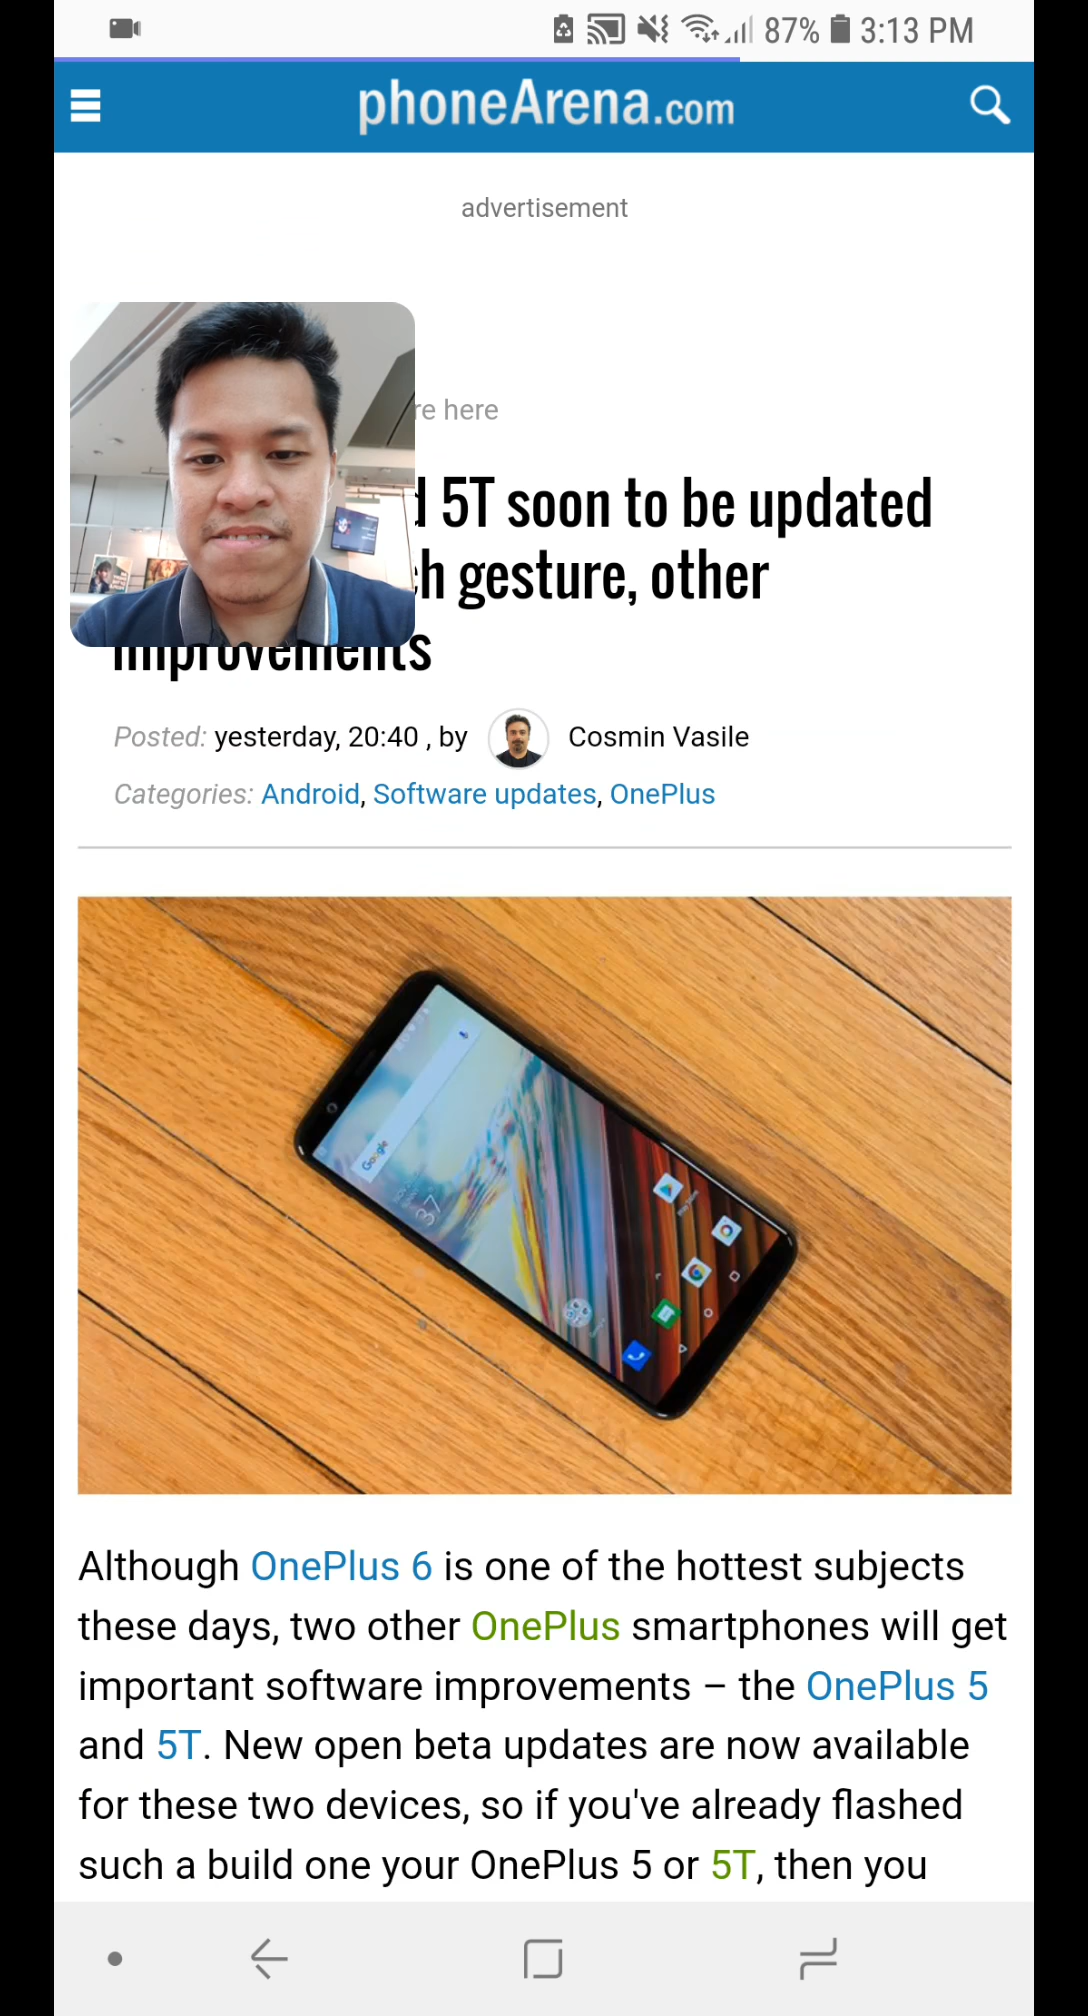 87% 3:13 PM
phoneArena.com
advertisement
here
5T soon to be updated
gesture, other
improvements
Posted: yesterday, 20:40 , by Cosmin Vasile
Categories: Android, Software updates, OnePlus
Google
37
Although OnePlus 6 is one of the hottest subjects
these days, two other OnePlus smartphones will get
important software improvements – the OnePlus 5
and 5T. New open beta updates are now available
for these two devices, so if you've already flashed
such a build one your OnePlus 5 or 5T, then you